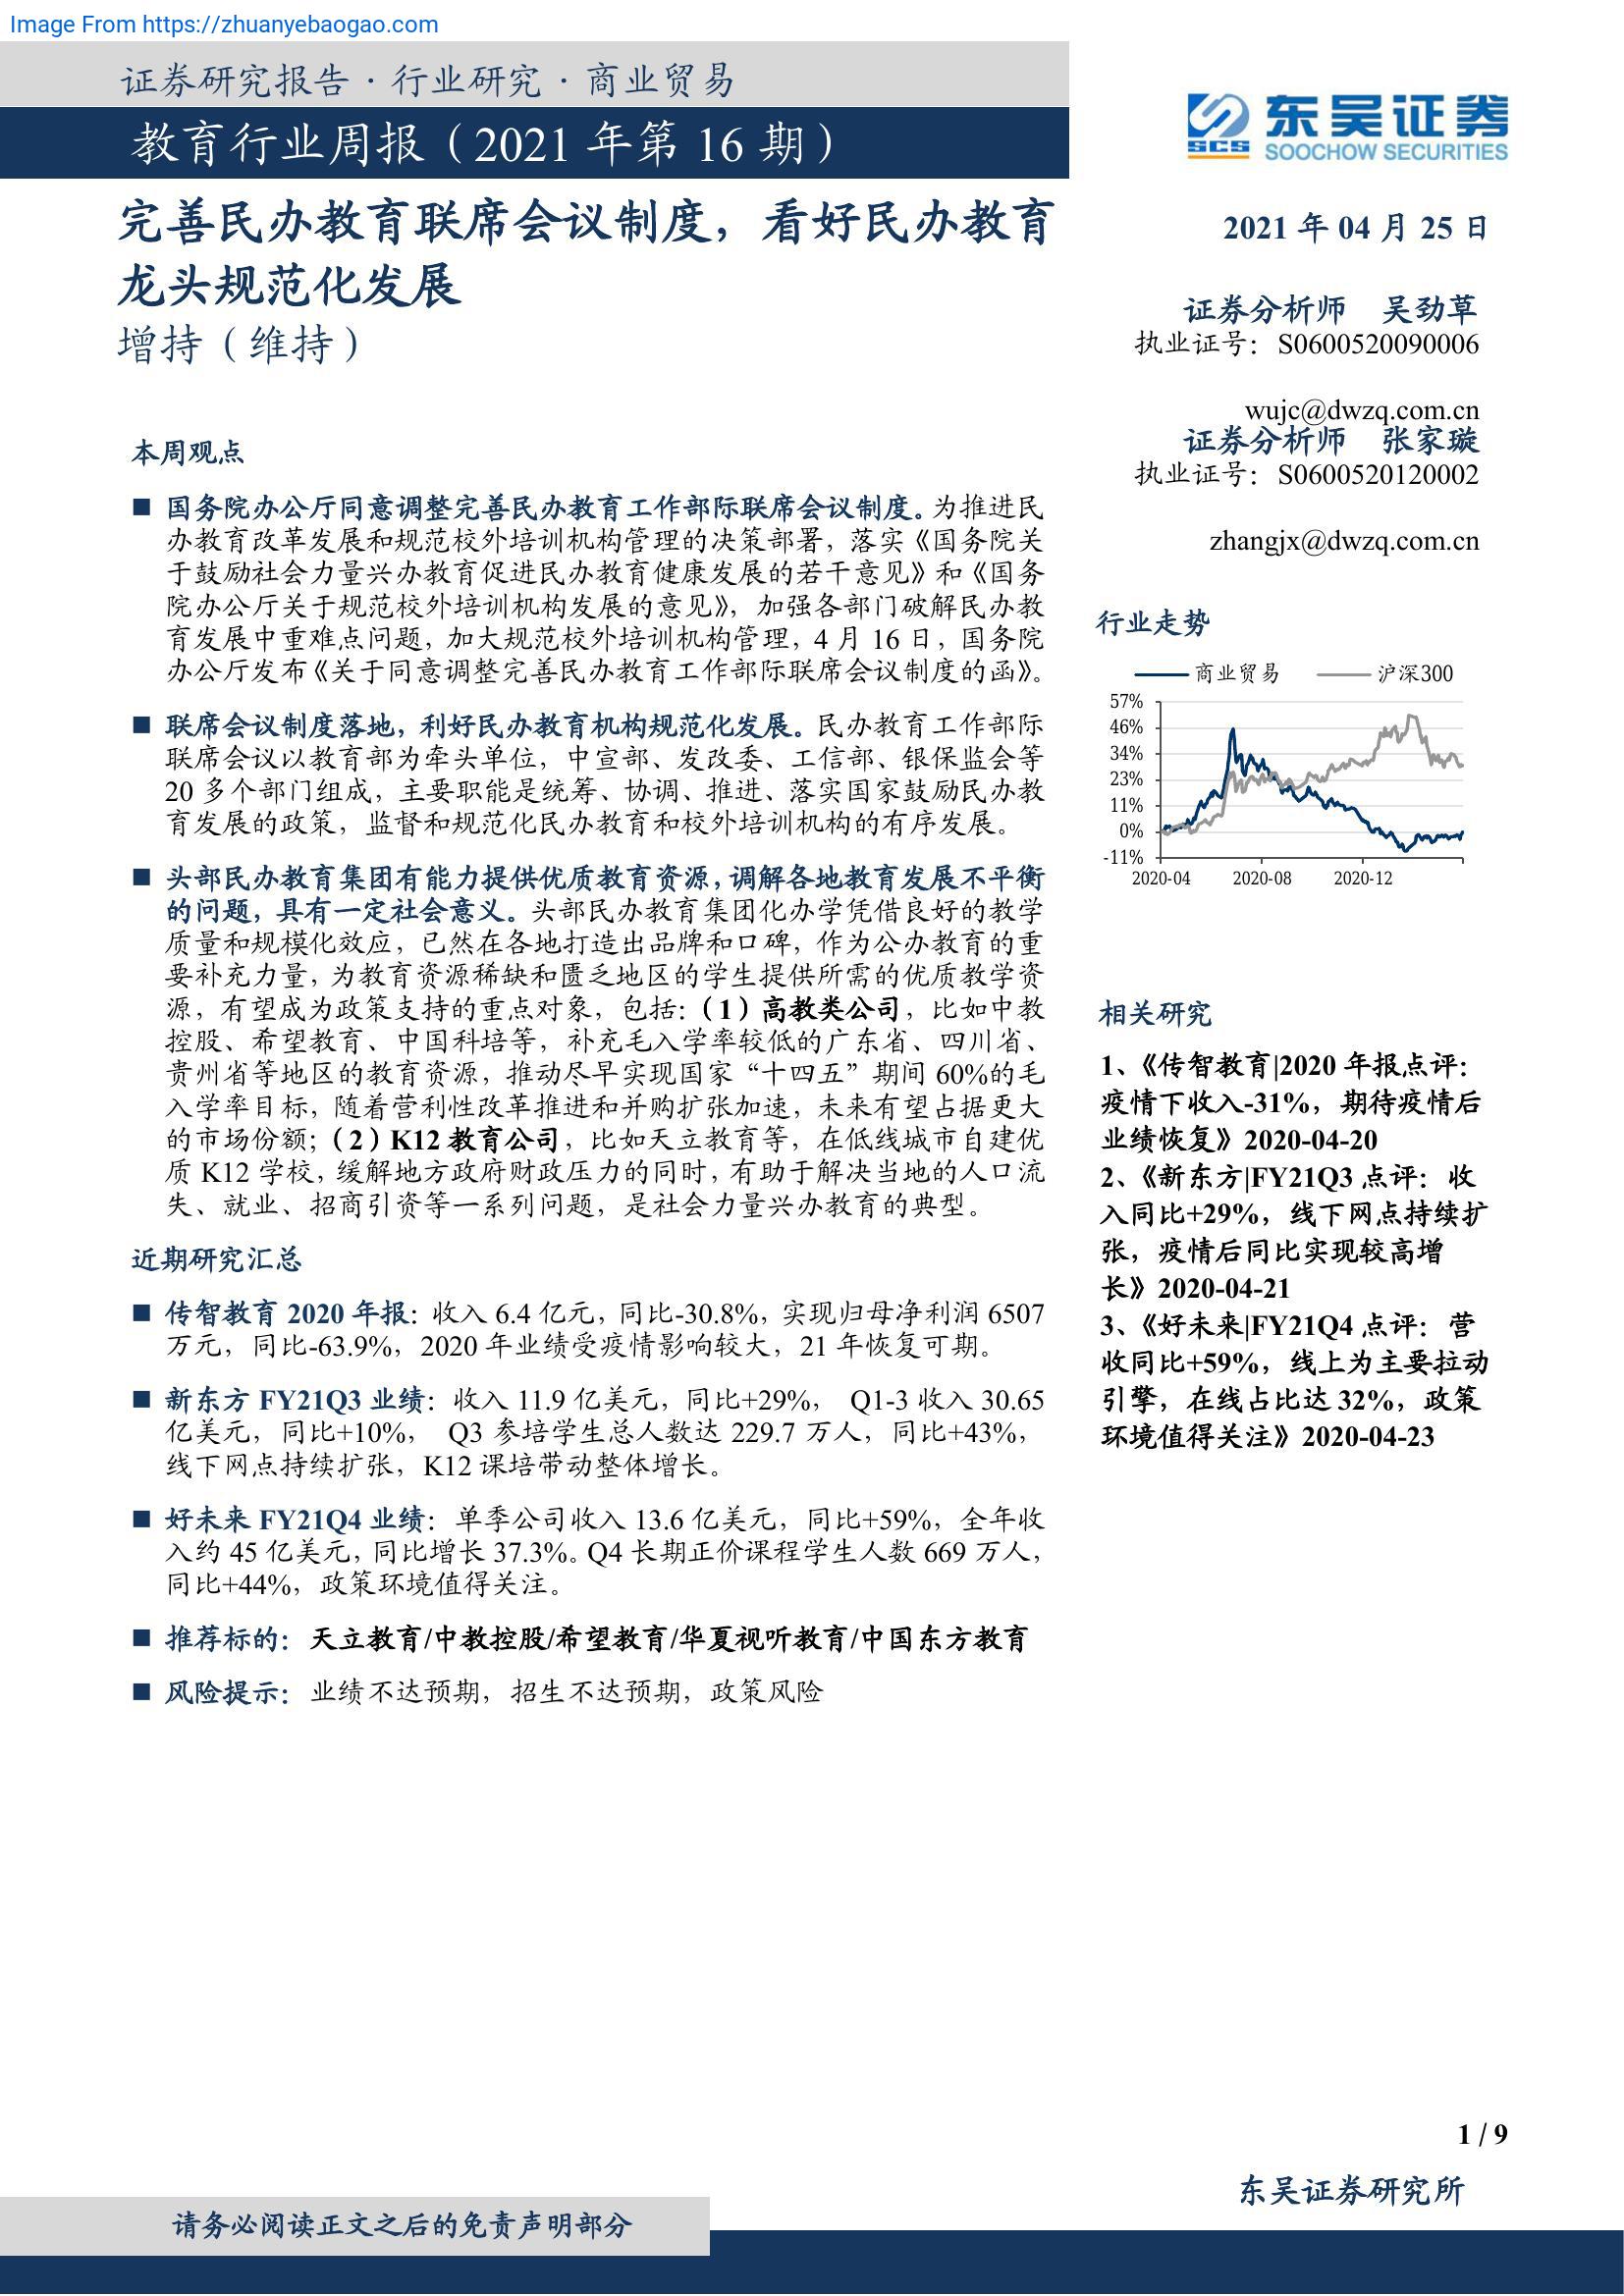 Image From https://zhuanyebaogao.com
证券研究报告·行业研究·商业贸易
教育行业周报（2021 年第 16 期）
完善民办教育联席会议制度，看好民办教育
龙头规范化发展
增持（维持）
本周观点
■ 国务院办公厅同意调整完善民办教育工作部际联席会议制度。为推进民
办教育改革发展和规范校外培训机构管理的决策部署，落实《国务院关
于鼓励社会力量兴办教育促进民办教育健康发展的若干意见》和《国务
院办公厅关于规范校外培训机构发展的意见》，加强各部门破解民办教
育发展中重难点问题，加大规范校外培训机构管理，4 月 16 日，国务院
办公厅发布《关于同意调整完善民办教育工作部际联席会议制度的函》。
■ 联席会议制度落地，利好民办教育机构规范化发展。民办教育工作部际
联席会议以教育部为牵头单位，中宣部、发改委、工信部、银保监会等
20 多个部门组成，主要职能是统筹、协调、推进、落实国家鼓励民办教
育发展的政策，监督和规范化民办教育和校外培训机构的有序发展。
■ 头部民办教育集团有能力提供优质教育资源，调解各地教育发展不平衡
的问题，具有一定社会意义。头部民办教育集团化办学凭借良好的教学
质量和规模化效应，已然在各地打造出品牌和口碑，作为公办教育的重
要补充力量，为教育资源稀缺和匮乏地区的学生提供所需的优质教学资
源，有望成为政策支持的重点对象，包括：（1）高教类公司，比如中教
控股、希望教育、中国科培等，补充毛入学率较低的广东省、四川省、
贵州省等地区的教育资源，推动尽早实现国家“十四五”期间 60%的毛
入学率目标，随着营利性改革推进和并购扩张加速，未来有望占据更大
的市场份额；（2）K12 教育公司，比如天立教育等，在低线城市自建优
质 K12 学校，缓解地方政府财政压力的同时，有助于解决当地的人口流
失、就业、招商引资等一系列问题，是社会力量兴办教育的典型。
近期研究汇总
■ 传智教育 2020 年报：收入 6.4 亿元，同比-30.8%，实现归母净利润 6507
万元，同比-63.9%，2020 年业绩受疫情影响较大，21 年恢复可期。
■ 新东方 FY21Q3 业绩：收入 11.9 亿美元，同比+29%， Q1-3 收入 30.65
亿美元，同比+10%， Q3 参培学生总人数达 229.7 万人，同比+43%，
线下网点持续扩张，K12 课培带动整体增长。
■ 好未来 FY21Q4 业绩：单季公司收入 13.6 亿美元，同比+59%，全年收
入约 45 亿美元，同比增长 37.3%。Q4 长期正价课程学生人数 669 万人，
同比+44%，政策环境值得关注。
■ 推荐标的：天立教育/中教控股/希望教育/华夏视听教育/中国东方教育
■ 风险提示：业绩不达预期，招生不达预期，政策风险
SCS 东吴证券
SOOCHOW SECURITIES
2021 年 04 月 25 日
证券分析师 吴劲草
执业证号：S0600520090006
wujc@dwzq.com.cn
证券分析师 张家璇
执业证号：S0600520120002
zhangjx@dwzq.com.cn
行业走势
商业贸易 沪深300
57%
46%
34%
23%
11%
0%
-11%
2020-04 2020-08 2020-12
相关研究
1、《传智教育|2020 年报点评：
疫情下收入-31%，期待疫情后
业绩恢复》2020-04-20
2、《新东方|FY21Q3 点评：收
入同比+29%，线下网点持续扩
张，疫情后同比实现较高增
长》2020-04-21
3、《好未来|FY21Q4 点评：营
收同比+59%，线上为主要拉动
引擎，在线占比达 32%，政策
环境值得关注》2020-04-23
1 / 9
东吴证券研究所
请务必阅读正文之后的免责声明部分